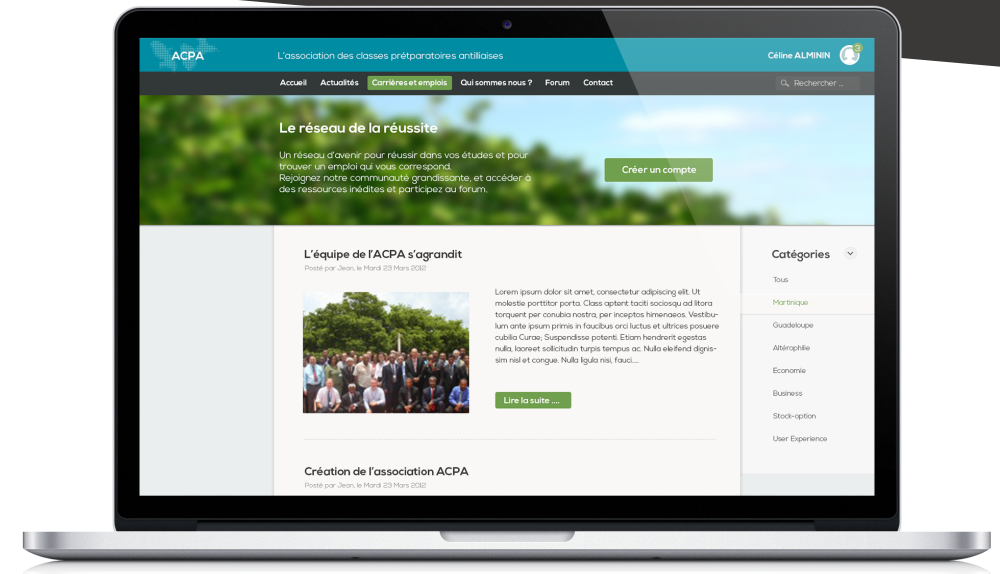 ACPA
L'association des classes prétparatoires antillaises
Céline ALMININ
3
Accueil Actualités Carrières et emplois Qui sommes nous ? Forum Contact
Rechercher ...
Le réseau de la réussite
Un réseau d'avenir pour réussir dans vos études et pour
trouver un emploi qui vous correspond.
Rejoignez notre communauté grandissante, et accéder à
des ressources inédites et participez au forum.
Créer un compte
L'équipe de l'ACPA s'agrandit
Posté par Jean, le Mardi 23 Mars 2012
Lorem ipsum dolor sit amet, consectetur adipiscing elit. Ut
molestie porttitor porta. Class aptent taciti sociosqu ad litora
torquent per conubia nostra, per inceptos himenaeos. Vestibu-
lum ante ipsum primis in faucibus orci luctus et ultrices posuere
cubilia Curae; Suspendisse potenti. Etiam hendrerit egestas
nulla, laoreet sollicitudin turpis tempus ac. Nulla eleifend dignis-
sim nisl et congue. Nulla ligula nisi, fauci....
Lire la suite ....
Création de l'association ACPA
Posté par Jean, le Mardi 23 Mars 2012
Catégories
Tous
Martinique
Guadeloupe
Altérophilie
Economie
Business
Stock-option
User Experience